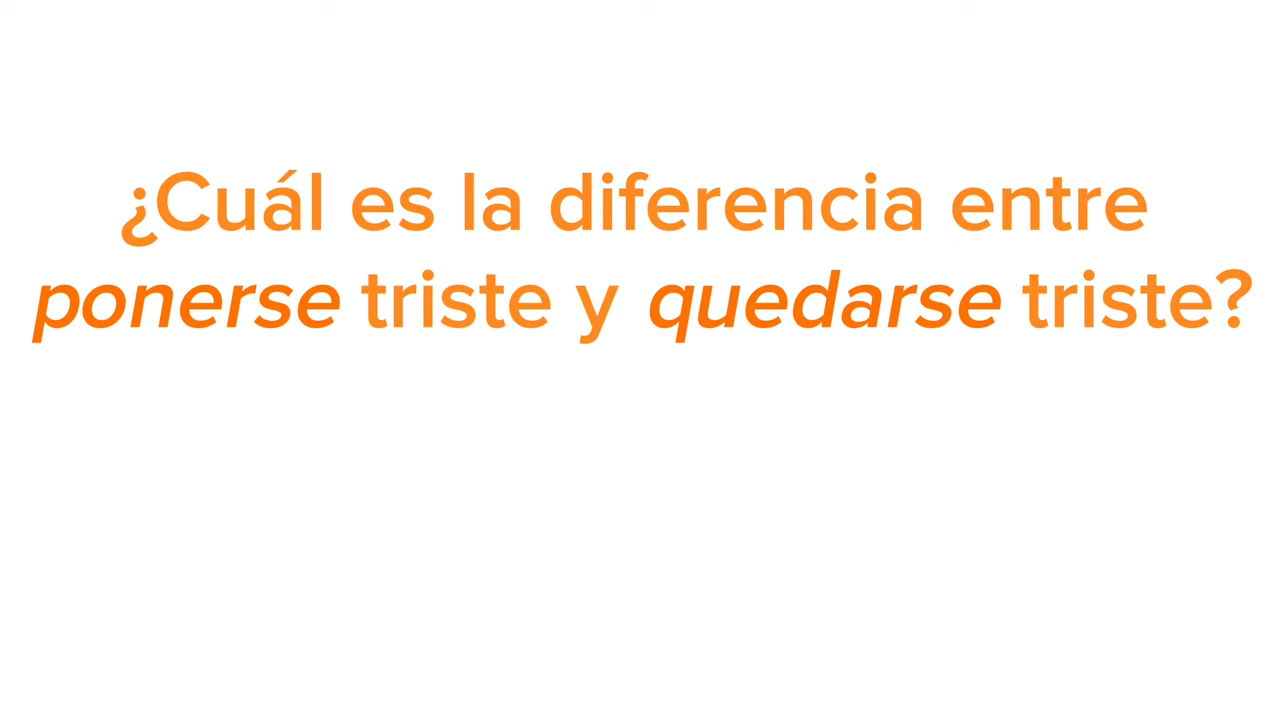 ¿Cuál es la diferencia entre
ponerse triste y quedarse triste?